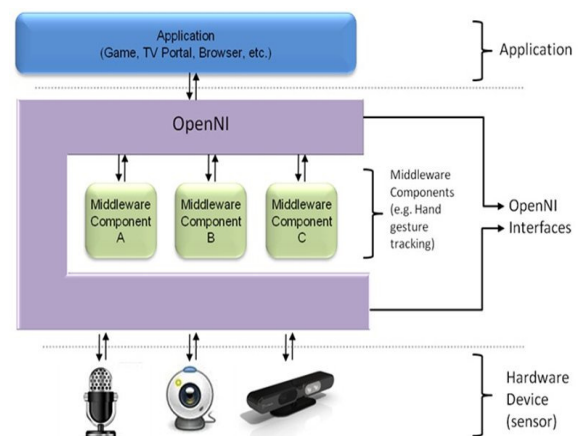 Application
(Game, TV Portal, Browser, etc.)
Application
OpenNI
Middleware
Component
A
Middleware
Component
B
Middleware
Component
C
Middleware
Components
(e.g. Hand
gesture
tracking)
OpenNI
Interfaces
Hardware
Device
(sensor)